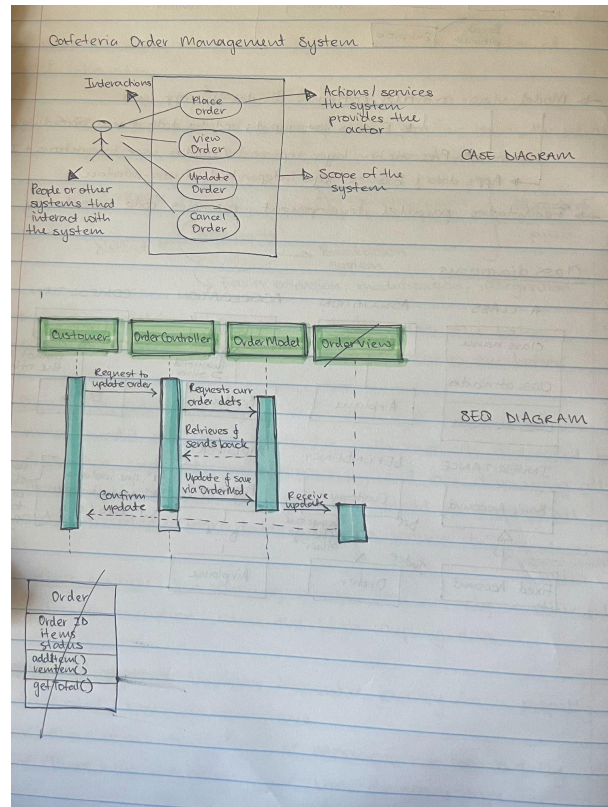 Cafeteria Order Management System
Inderachons
Place
order
Actions/ services
the system
provides the
actor
View
Order
CASE DIAGRAM
Update
Order
Scope of the
system
People or other
systems that
interact with
the system
Cancel
Order
Customer
OrderController
OrderModel
OrderView
Request to
update order
Requests curr
order dets
SEQ DIAGRAM
Retrieves &
sends back
Update & save
via OrderMod
Receive
update
Confirm
update
Order
Order ID
items
status
addItem()
remItem()
getTotal()